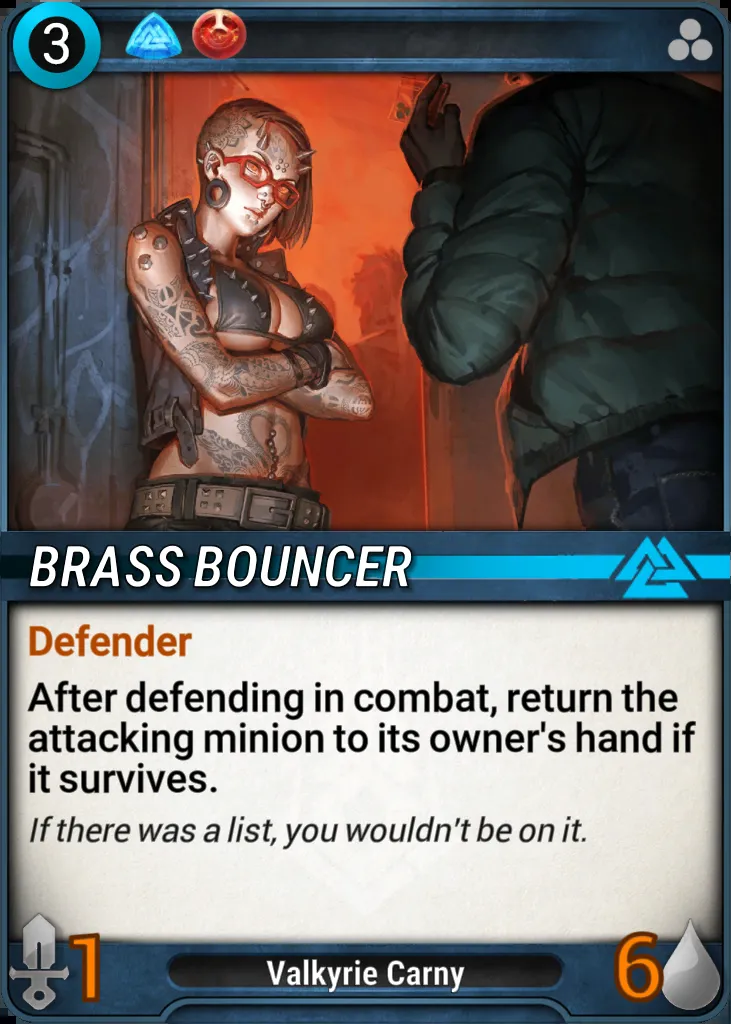 3
BRASS BOUNCER
Defender
After defending in combat, return the
attacking minion to its owner's hand if
it survives.
If there was a list, you wouldn't be on it.
1
Valkyrie Carny
6